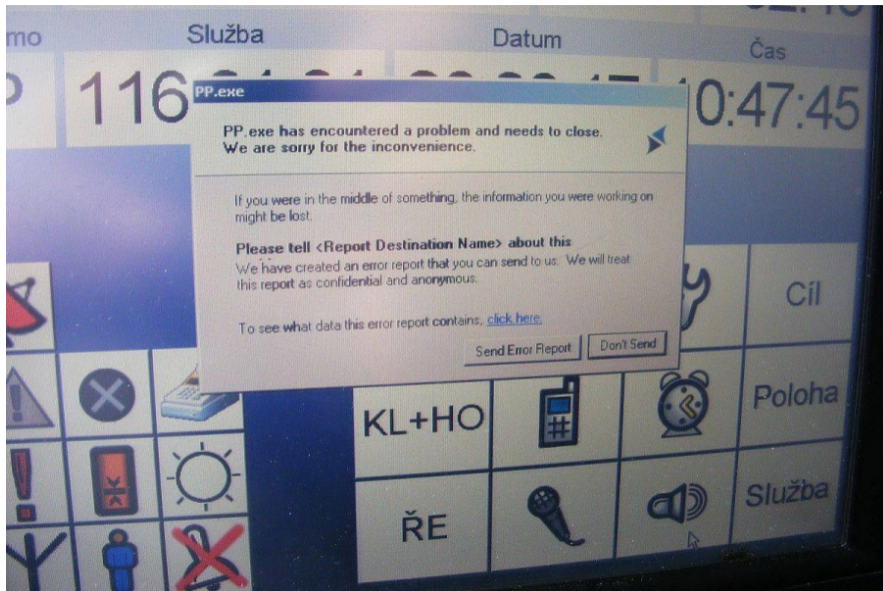 Služba
Datum
Čas
116
0:47:45
PP.exe
PP.exe has encountered a problem and needs to close.
We are sorry for the inconvenience.
If you were in the middle of something, the information you were working on
might be lost.
Please tell <Report Destination Name> about this
We have created an error report that you can send to us. We will treat
this report as confidential and anonymous.
To see what data this error report contains, click here.
Send Error Report
Don't Send
Cíl
KL+HO
#
Poloha
ŘE
Služba